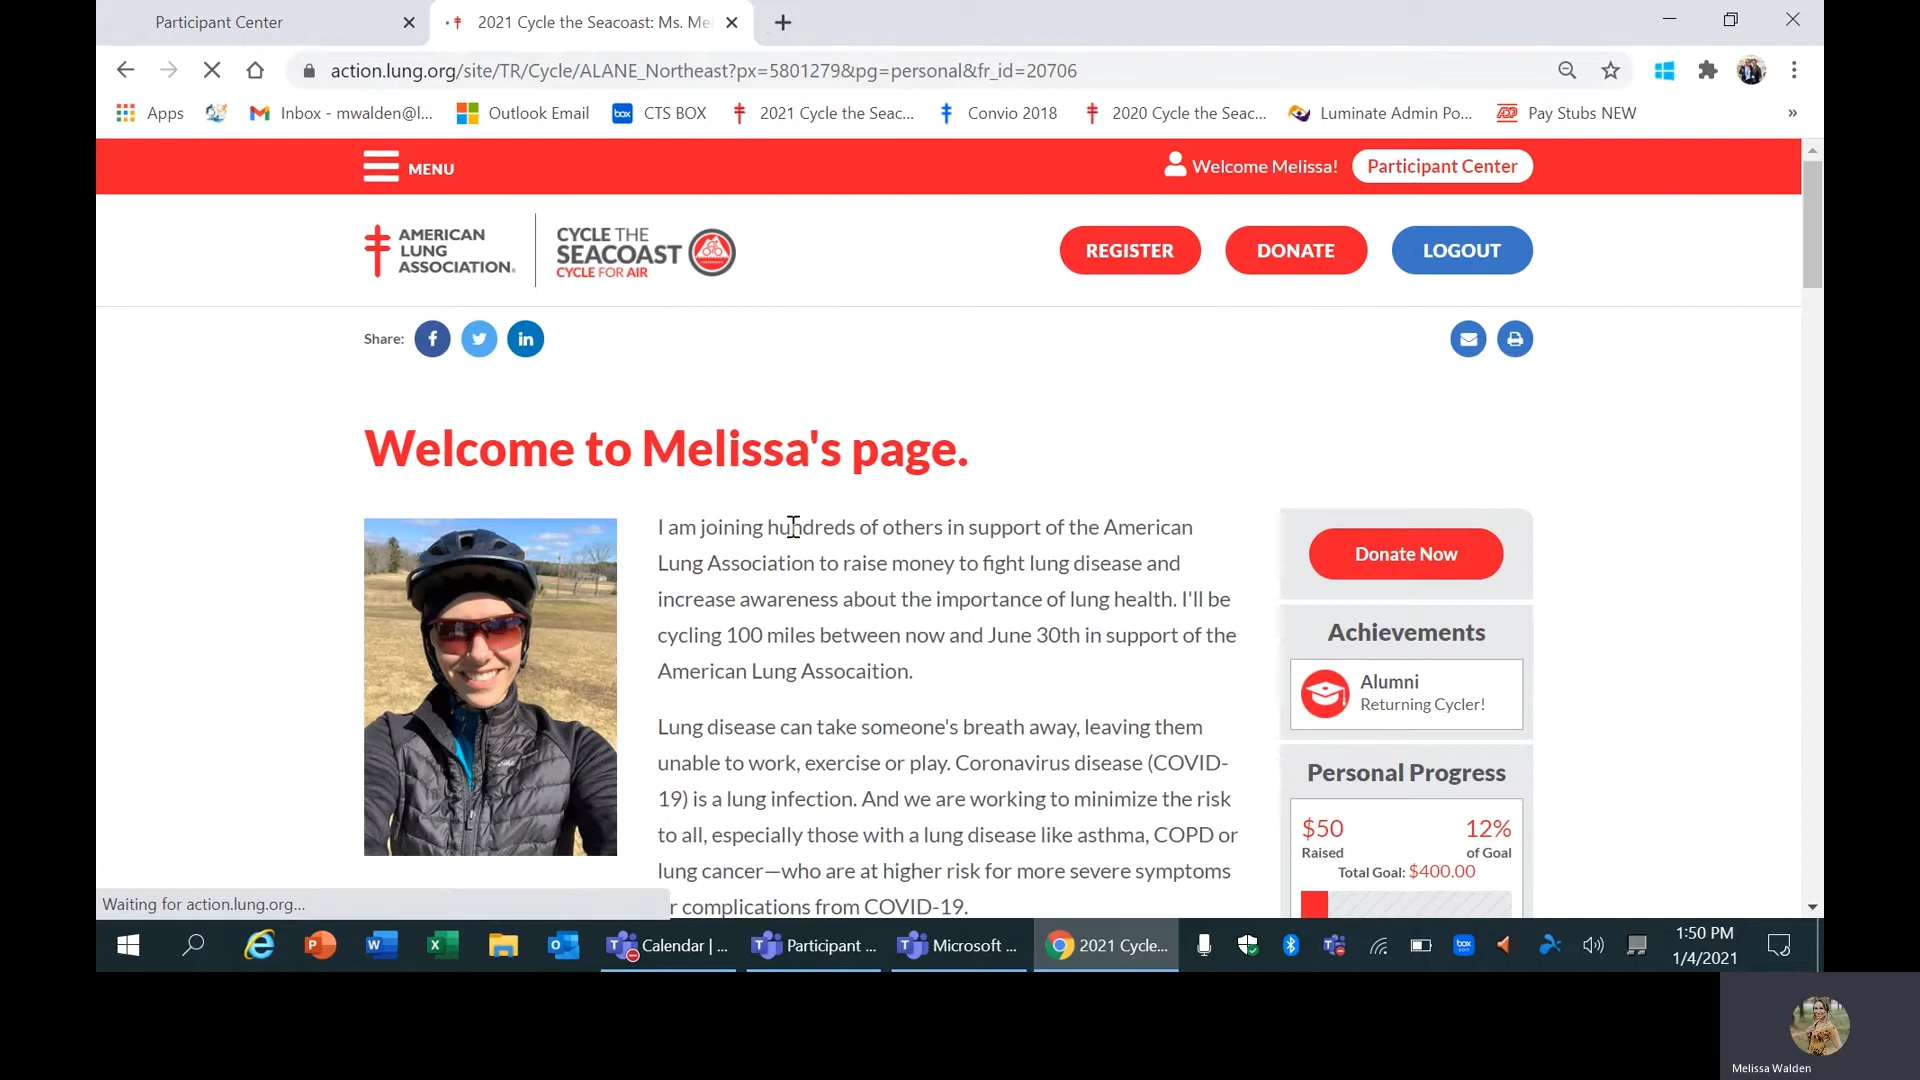 Participant Center
2021 Cycle the Seacoast: Ms. Me
action.lung.org/site/TR/Cycle/ALANE_Northeast?px=5801279&pg=personal&fr_id=20706
Apps
Inbox - mwalden@l...
Outlook Email
box
CTS BOX
2021 Cycle the Seac...
Convio 2018
2020 Cycle the Seac...
Luminate Admin Po...
ADP
Pay Stubs NEW
»
MENU
Welcome Melissa!
Participant Center
AMERICAN
LUNG
ASSOCIATION.
CYCLE THE
SEACOAST
CYCLE FOR AIR
REGISTER
DONATE
LOGOUT
Share:
Welcome to Melissa's page.
I am joining hundreds of others in support of the American
Lung Association to raise money to fight lung disease and
increase awareness about the importance of lung health. I'll be
cycling 100 miles between now and June 30th in support of the
American Lung Assocaition.
Lung disease can take someone's breath away, leaving them
unable to work, exercise or play. Coronavirus disease (COVID-
19) is a lung infection. And we are working to minimize the risk
to all, especially those with a lung disease like asthma, COPD or
lung cancer—who are at higher risk for more severe symptoms
r complications from COVID-19.
Donate Now
Achievements
Alumni
Returning Cycler!
Personal Progress
$50
Raised
12%
of Goal
Total Goal: $400.00
Waiting for action.lung.org...
Calendar | ...
Participant ...
Microsoft ...
2021 Cycle...
box
1:50 PM
1/4/2021
Melissa Walden